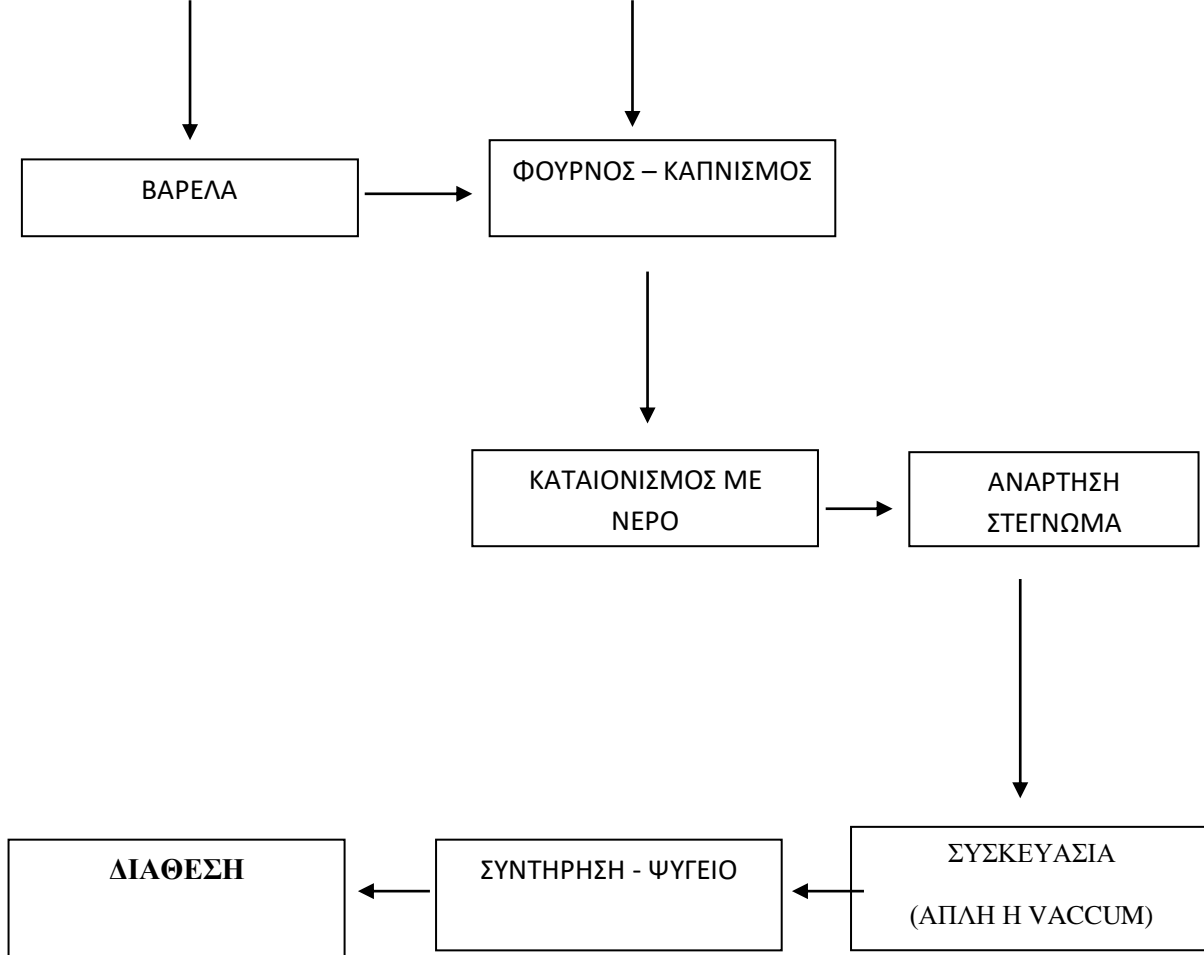 ΒΑΡΕΛΑ
ΦΟΥΡΝΟΣ – ΚΑΠΝΙΣΜΟΣ
ΚΑΤΑΙΟΝΙΣΜΟΣ ΜΕ
ΝΕΡΟ
ΑΝΑΡΤΗΣΗ
ΣΤΕΓΝΩΜΑ
ΔΙΑΘΕΣΗ
ΣΥΝΤΗΡΗΣΗ - ΨΥΓΕΙΟ
ΣΥΣΚΕΥΑΣΙΑ
(ΑΠΛΗ Η VACCUM)